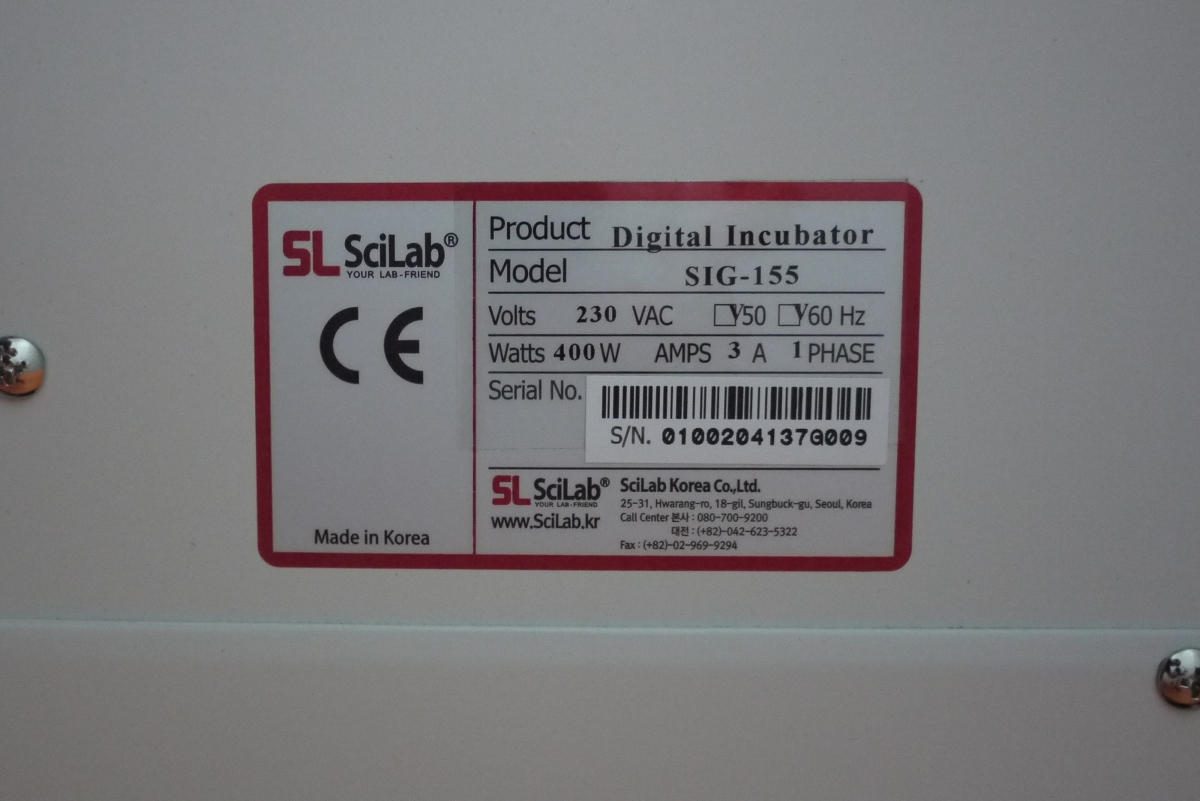 SL SciLab®
YOUR LAB-FRIEND
CE
Made in Korea
Product Digital Incubator
Model SIG-155
Volts 230 VAC ☑50 ☑60 Hz
Watts 400 W AMPS 3 A 1 PHASE
Serial No.
S/N. 0100204137G009
SL SciLab®
YOUR LAB-FRIEND
www.SciLab.kr
SciLab Korea Co.,Ltd.
25-31, Hwarang-ro, 18-gil, Sungbuck-gu, Seoul, Korea
Call Center 본사 : 080-700-9200
대전 : (+82)-042-623-5322
Fax : (+82)-02-969-9294